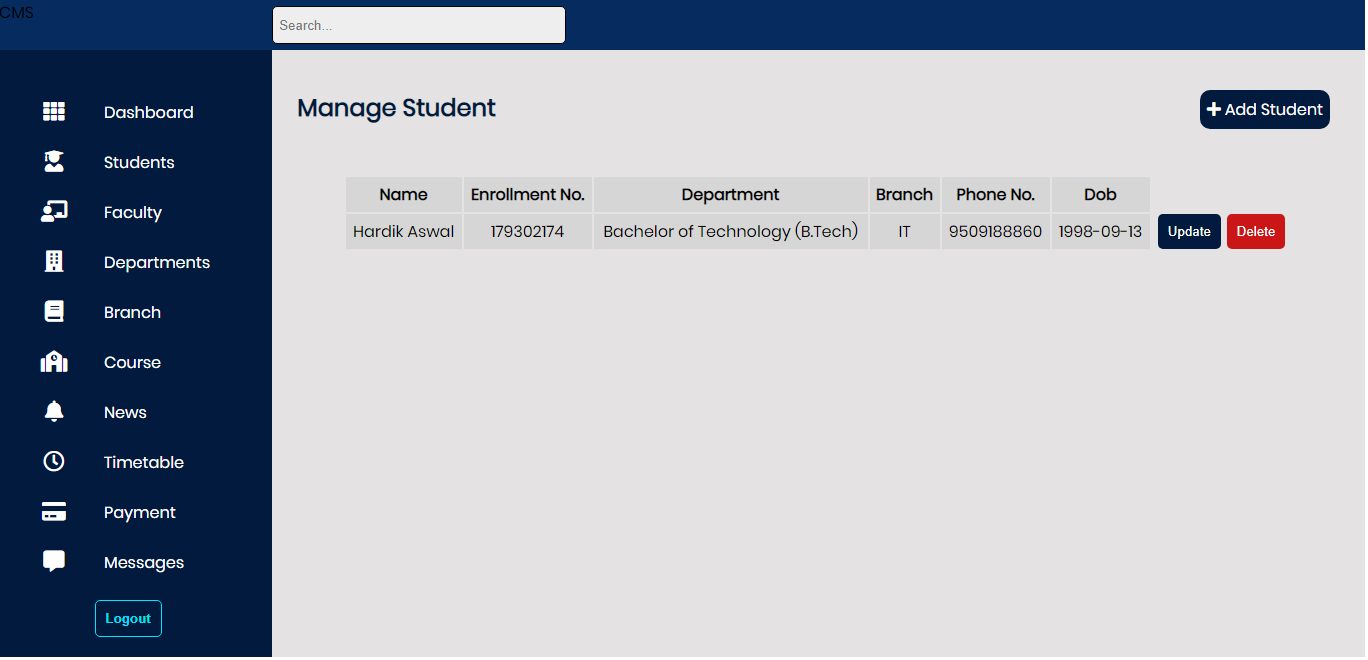 CMS
Search...
Dashboard
Students
Faculty
Departments
Branch
Course
News
Timetable
Payment
Messages
Logout
Manage Student
Add Student
Name Enrollment No. Department Branch Phone No. Dob
Hardik Aswal 179302174 Bachelor of Technology (B.Tech) IT 9509188860 1998-09-13 Update Delete